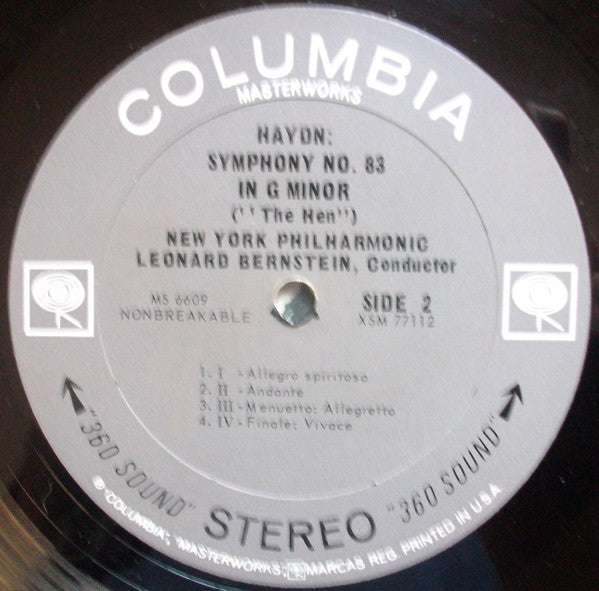 COLUMBIA
MASTERWORKS
HAYDN:
SYMPHONY NO. 83
IN G MINOR
(''The Hen'')
NEW YORK PHILHARMONIC
LEONARD BERNSTEIN, Conductor
MS 6609
NONBREAKABLE
SIDE 2
XSM 77112
1. I - Allegro spiritoso
2. II - Andante
3. III - Menuetto: Allegretto
4. IV - Finale: Vivace
"360 SOUND" STEREO "360 SOUND"
® "COLUMBIA", "MASTERWORKS", MARCAS REG. PRINTED IN U.S.A.